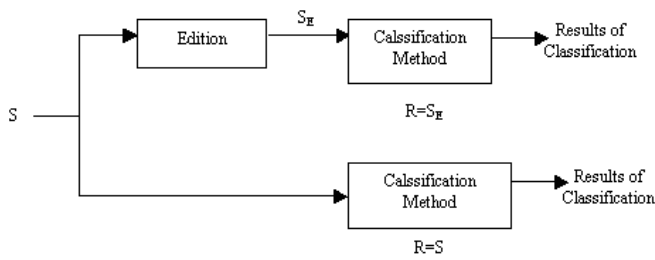 S_E
Edition
Calssification
Method
Results of
Classification
R=S_E
S
Calssification
Method
Results of
Classification
R=S